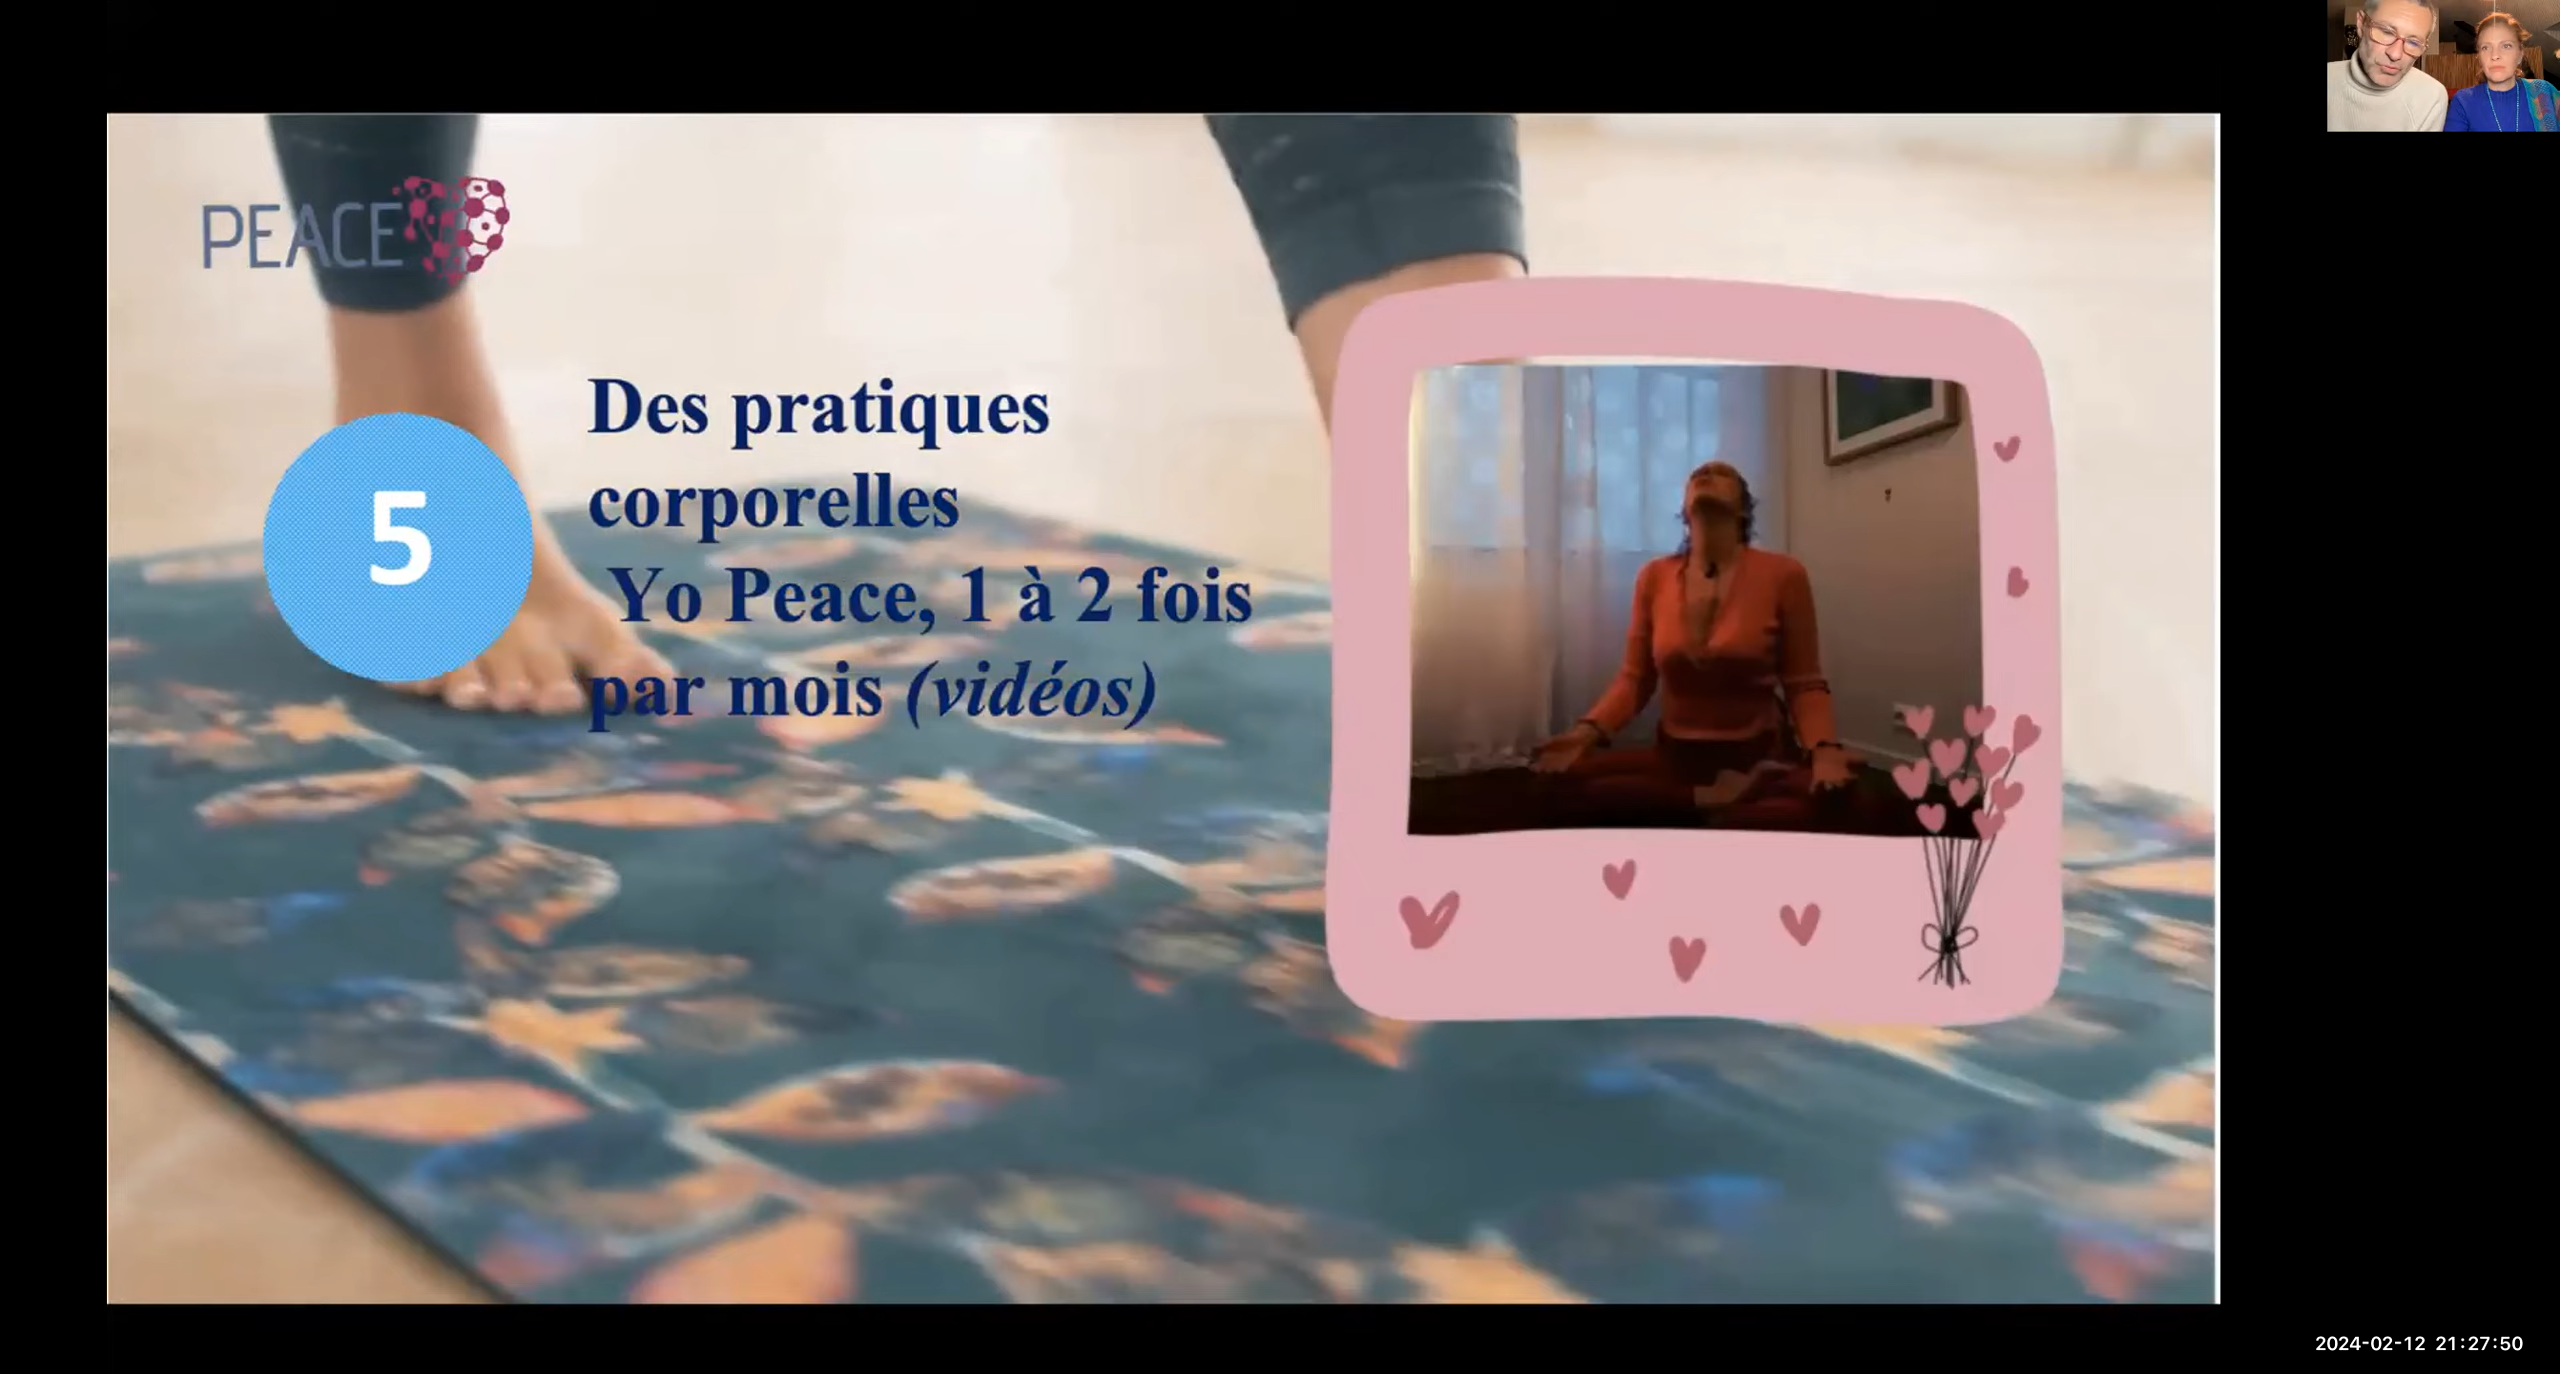 PEACE
5
Des pratiques
corporelles
Yo Peace, 1 à 2 fois
par mois (vidéos)
2024-02-12 21:27:50